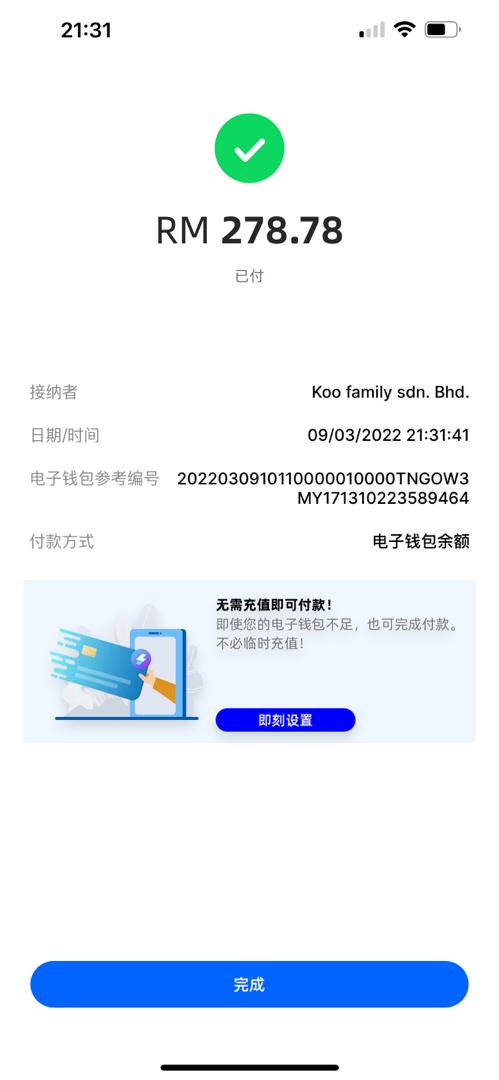 21:31
RM 278.78
已付
接纳者 Koo family sdn. Bhd.
日期/时间 09/03/2022 21:31:41
电子钱包参考编号 2022030910110000010000TNGOW3
MY171310223589464
付款方式 电子钱包余额
无需充值即可付款!
即使您的电子钱包不足，也可完成付款。
不必临时充值!
即刻设置
完成